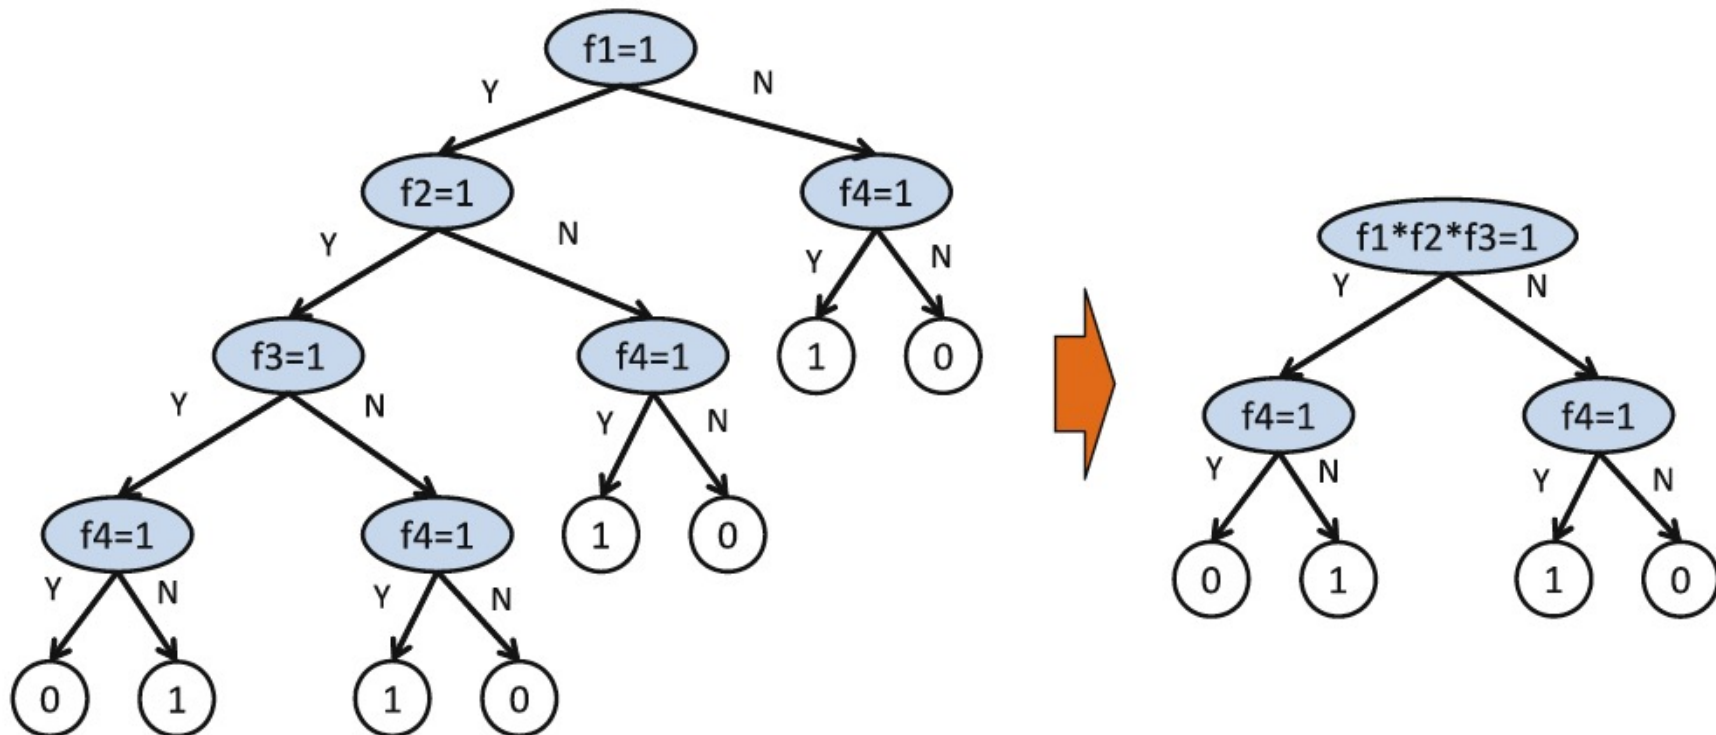 f1=1
Y N
f2=1 f4=1
f1*f2*f3=1
Y N Y N
Y N
f3=1 f4=1 1 0
Y N Y N
f4=1 f4=1
Y N Y N
f4=1 f4=1 1 0
0 1 1 0
Y N Y N
0 1 1 0